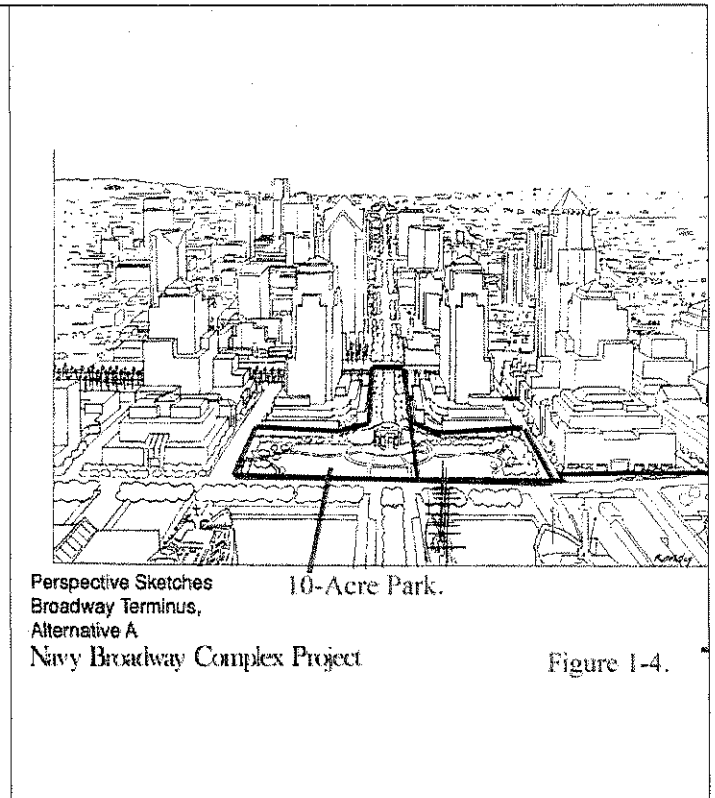 Perspective Sketches
Broadway Terminus,
Alternative A
10-Acre Park.
Navy Broadway Complex Project
Figure 1-4.